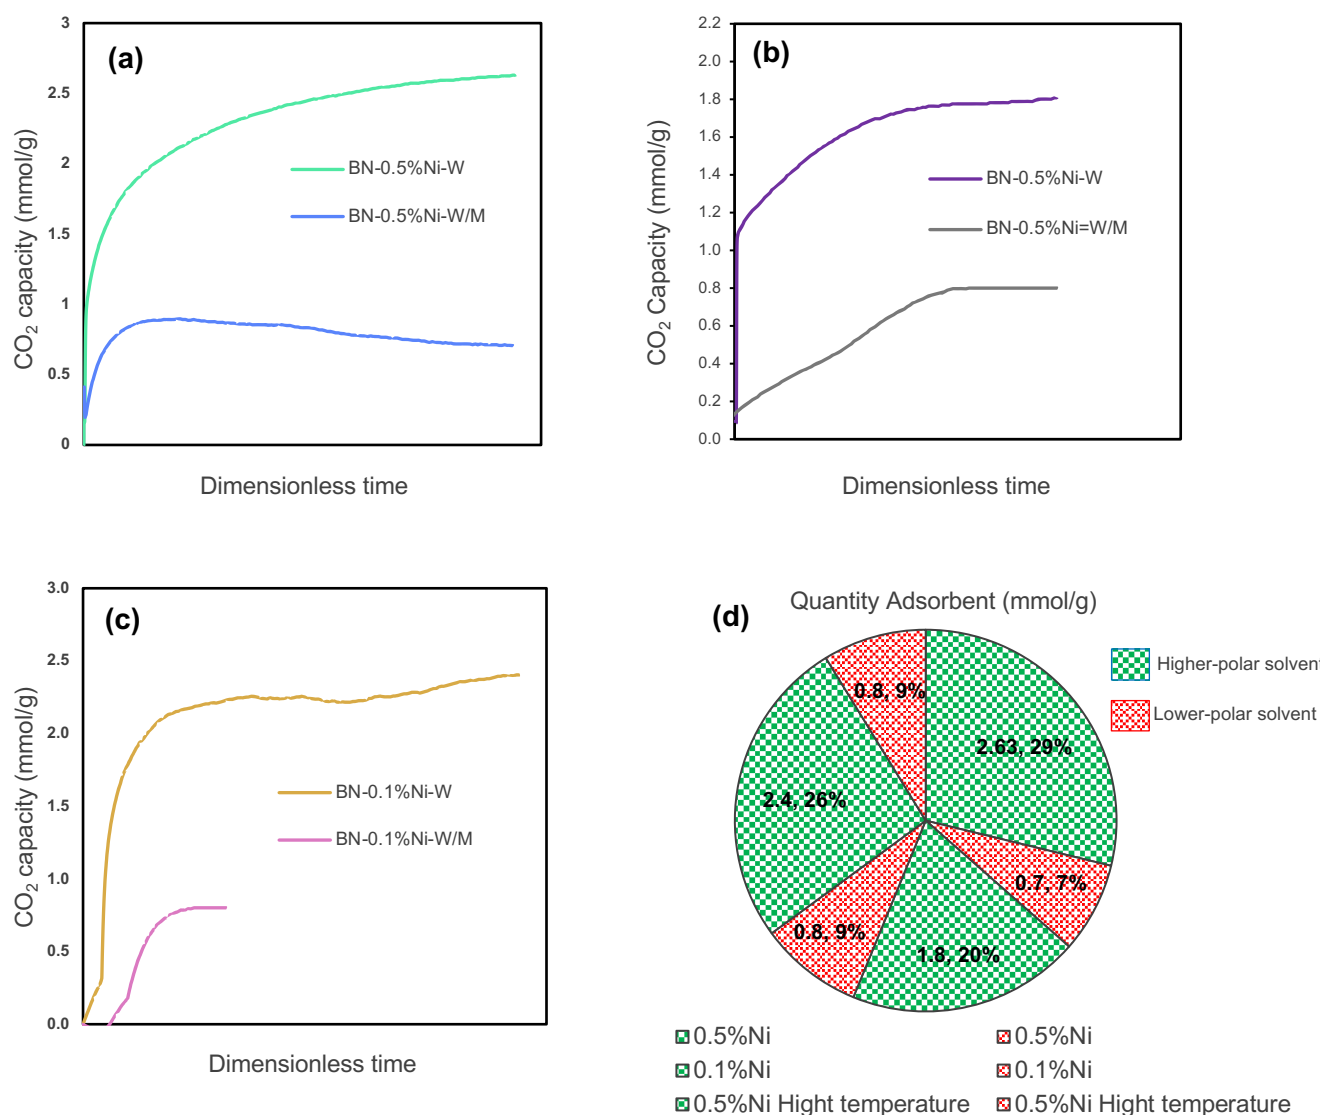 (a)
3
2.5
2
1.5
1
0.5
0
CO₂ capacity (mmol/g)
BN-0.5%Ni-W
BN-0.5%Ni-W/M
Dimensionless time
(b)
2.2
2.0
1.8
1.6
1.4
1.2
1.0
0.8
0.6
0.4
0.2
0.0
CO₂ Capacity (mmol/g)
BN-0.5%Ni-W
BN-0.5%Ni=W/M
Dimensionless time
(c)
3.0
2.5
2.0
1.5
1.0
0.5
0.0
CO₂ capacity (mmol/g)
BN-0.1%Ni-W
BN-0.1%Ni-W/M
Dimensionless time
(d)
Quantity Adsorbent (mmol/g)
Higher-polar solvent
Lower-polar solvent
0.8, 9%
2.63, 29%
2.4, 26%
0.7, 7%
0.8, 9%
1.8, 20%
0.5%Ni
0.5%Ni
0.1%Ni
0.1%Ni
0.5%Ni Hight temperature
0.5%Ni Hight temperature